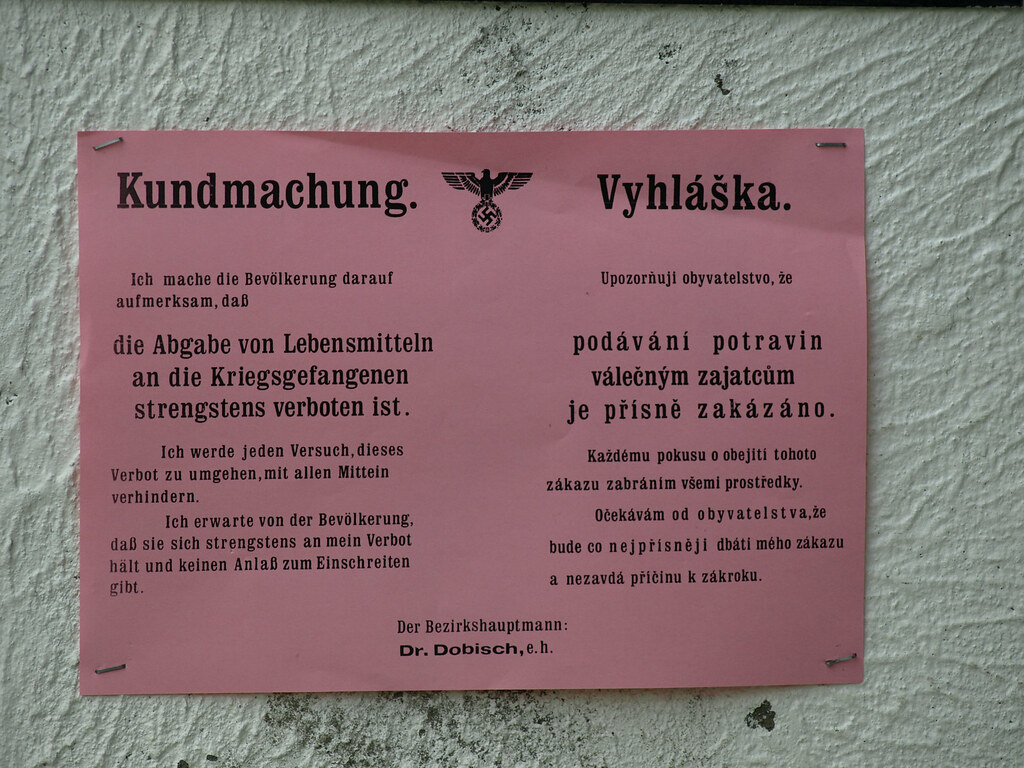 Kundmachung.
Ich mache die Bevölkerung darauf
aufmerksam, daß
die Abgabe von Lebensmitteln
an die Kriegsgefangenen
strengstens verboten ist.
Ich werde jeden Versuch, dieses
Verbot zu umgehen, mit allen Mitteln
verhindern.
Ich erwarte von der Bevölkerung,
daß sie sich strengstens an mein Verbot
hält und keinen Anlaß zum Einschreiten
gibt.
Vyhláška.
Upozorňuji obyvatelstvo, že
podávání potravin
válečným zajatcům
je přísně zakázáno.
Každému pokusu o obejití tohoto
zákazu zabráním všemi prostředky.
Očekávám od obyvatelstva, že
bude co nejpřísněji dbáti mého zákazu
a nezavdá příčinu k zákroku.
Der Bezirkshauptmann:
Dr. Dobisch, e.h.